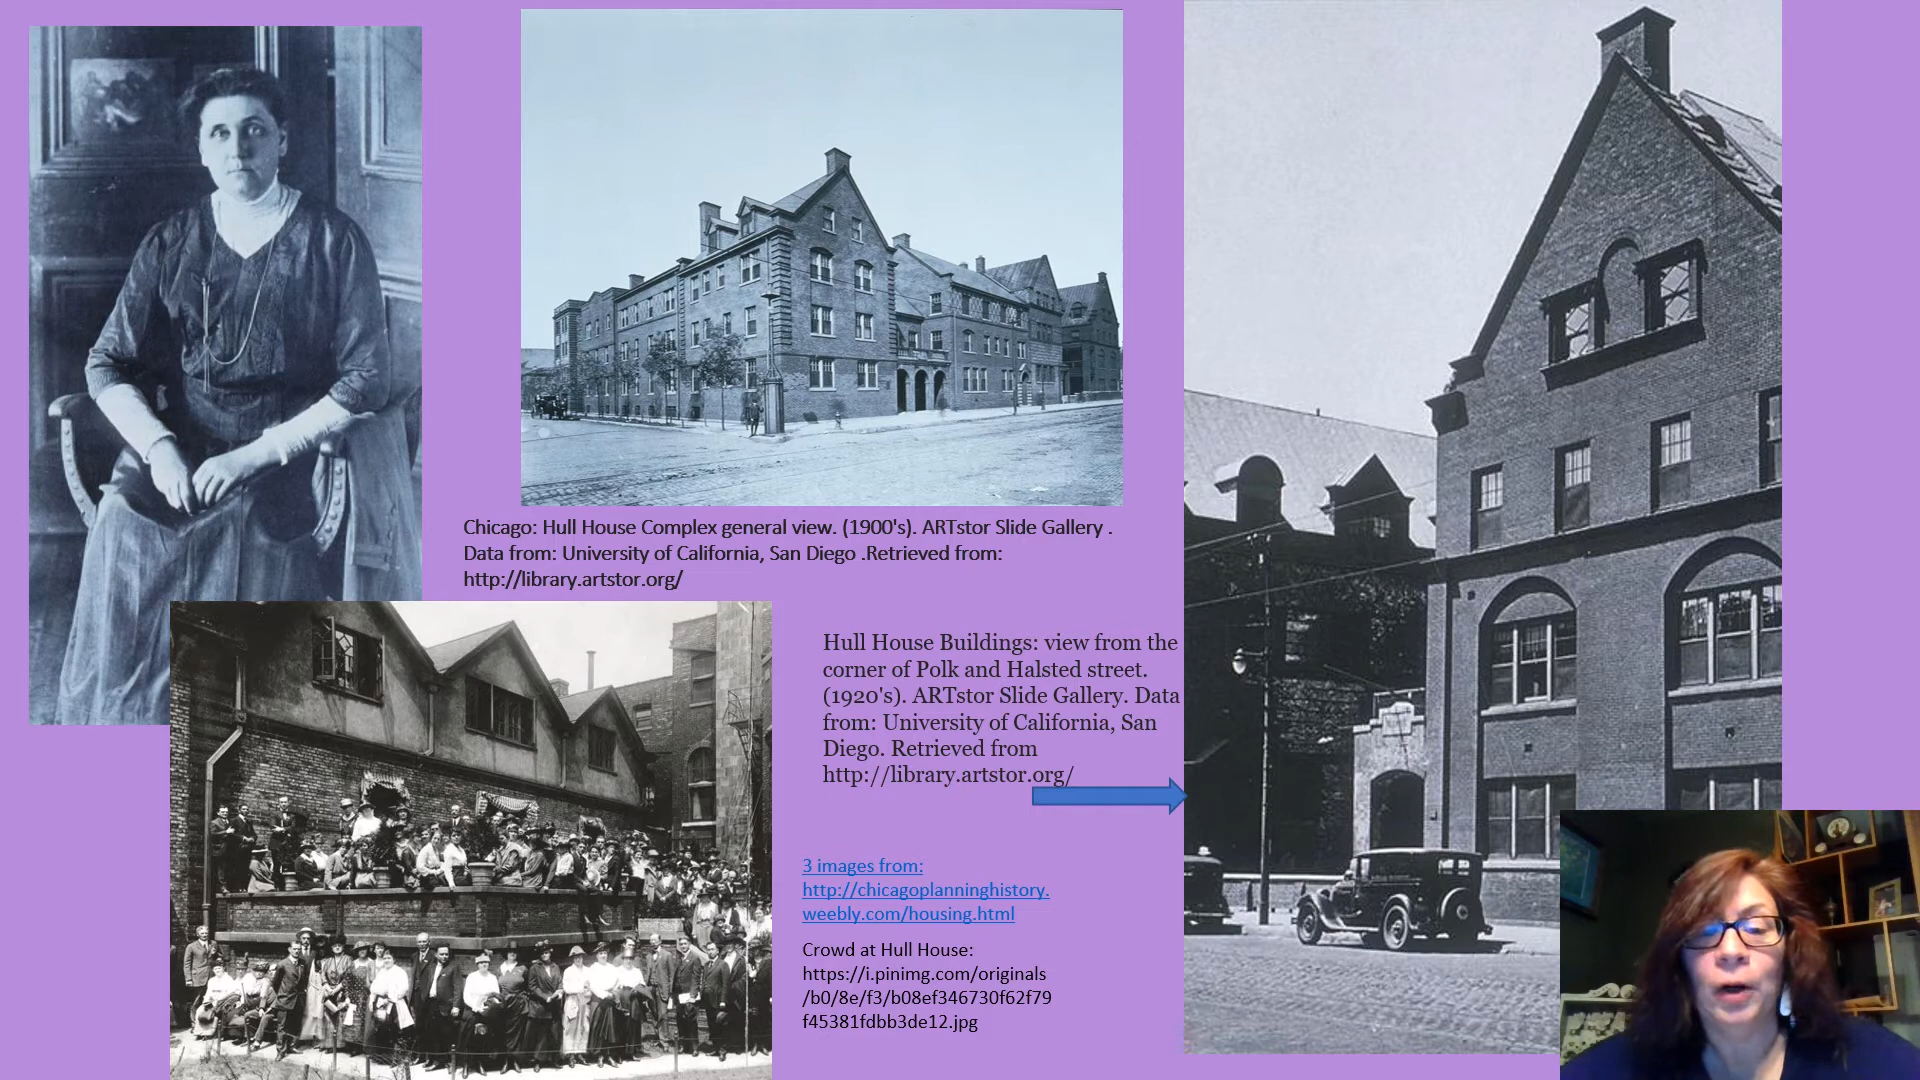 Chicago: Hull House Complex general view. (1900's). ARTstor Slide Gallery .
Data from: University of California, San Diego .Retrieved from:
http://library.artstor.org/
Hull House Buildings: view from the
corner of Polk and Halsted street.
(1920's). ARTstor Slide Gallery. Data
from: University of California, San
Diego. Retrieved from
http://library.artstor.org/
3 images from:
http://chicagoplanninghistory.
weebly.com/housing.html
Crowd at Hull House:
https://i.pinimg.com/originals
/b0/8e/f3/b08ef346730f62f79
f45381fdbb3de12.jpg